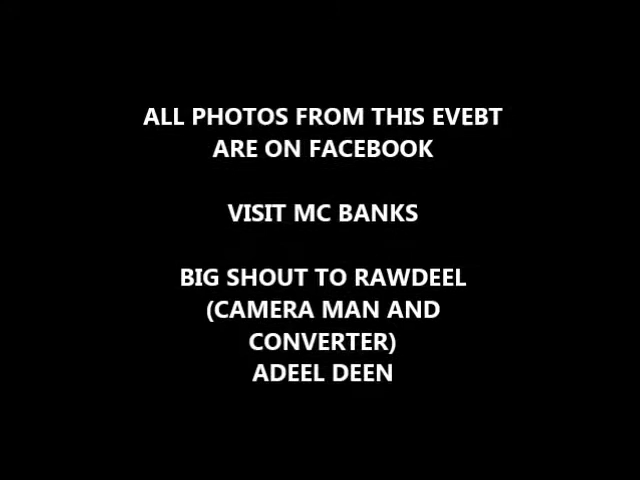 ALL PHOTOS FROM THIS EVEBT
ARE ON FACEBOOK
VISIT MC BANKS
BIG SHOUT TO RAWDEEL
(CAMERA MAN AND
CONVERTER)
ADEEL DEEN